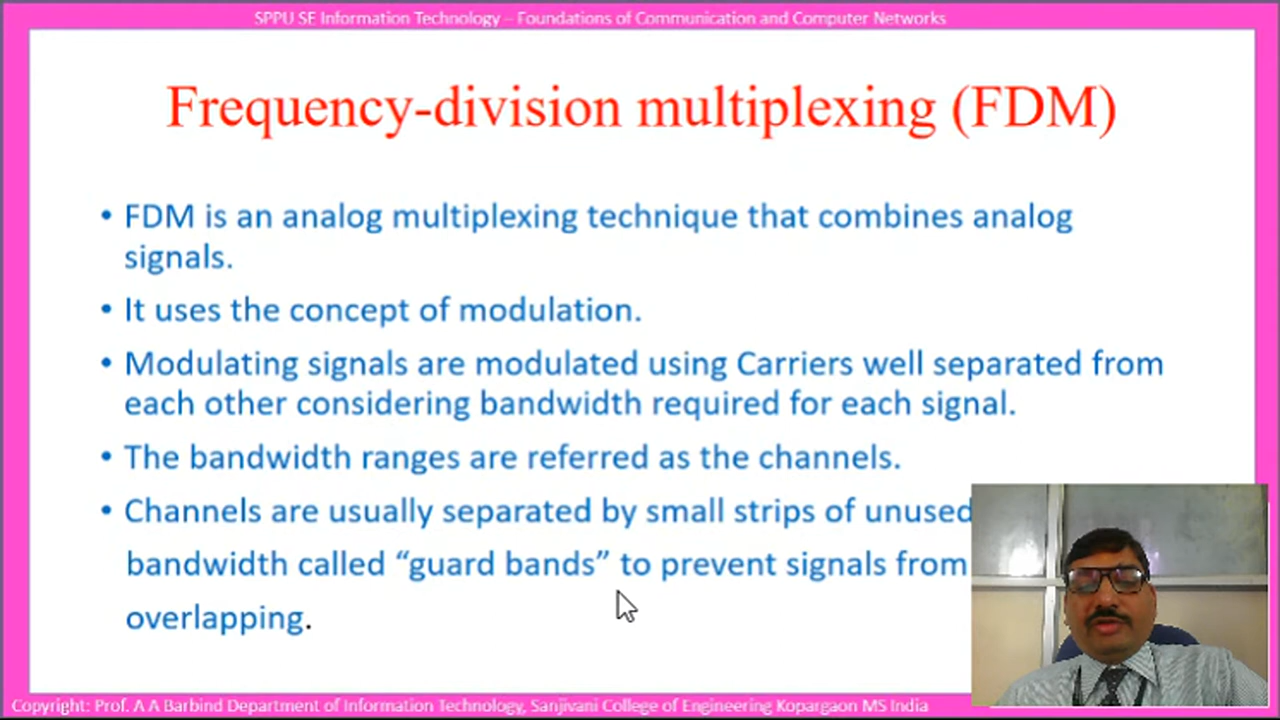 SPPU SE Information Technology – Foundations of Communication and Computer Networks
Frequency-division multiplexing (FDM)
• FDM is an analog multiplexing technique that combines analog
signals.
• It uses the concept of modulation.
• Modulating signals are modulated using Carriers well separated from
each other considering bandwidth required for each signal.
• The bandwidth ranges are referred as the channels.
• Channels are usually separated by small strips of unused
bandwidth called “guard bands” to prevent signals from
overlapping.
Copyright: Prof. A A Barbind Department of Information Technology, Sanjivani College of Engineering Kopargaon MS India